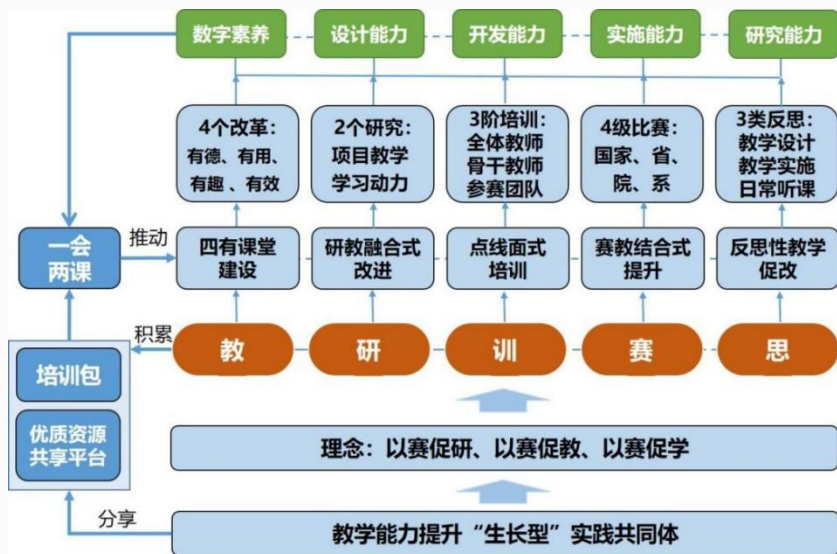 数字素养
设计能力
开发能力
实施能力
研究能力
4个改革：
有德、有用、
有趣 、有效
2个研究：
项目教学
学习动力
3阶培训：
全体教师
骨干教师
参赛团队
4级比赛：
国家、省、
院、系
3类反思：
教学设计
教学实施
日常听课
一会
两课
推动
四有课堂
建设
研教融合式
改进
点线面式
培训
赛教结合式
提升
反思性教学
促改
积累
教
研
训
赛
思
培训包
优质资源
共享平台
理念：以赛促研、以赛促教、以赛促学
分享
教学能力提升“生长型”实践共同体